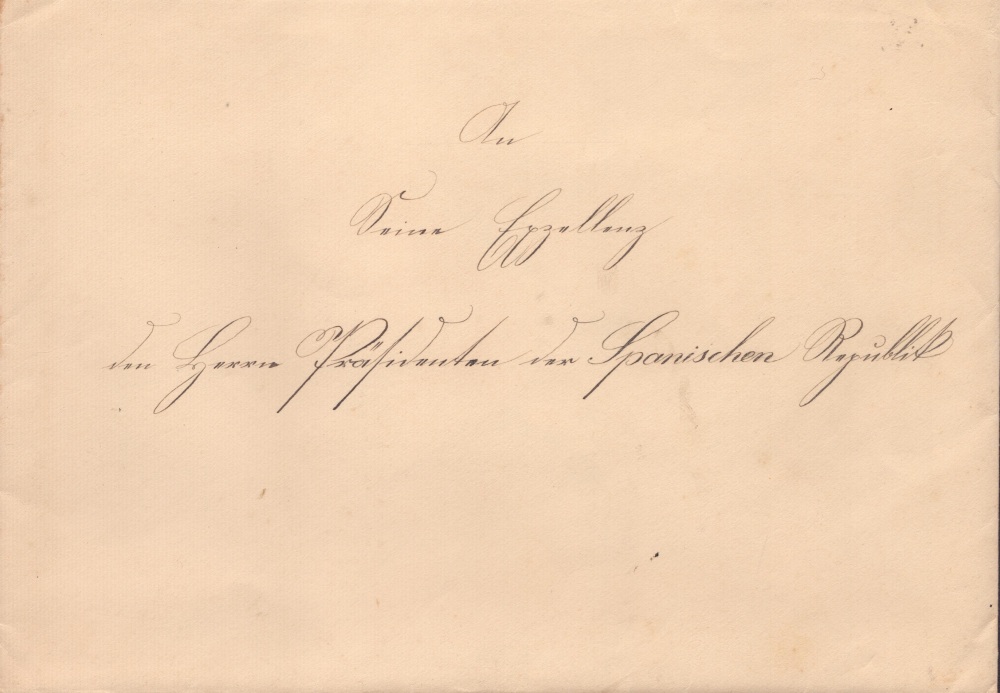 An
Seine Exzellenz
den Herrn Präsidenten der Spanischen Republik